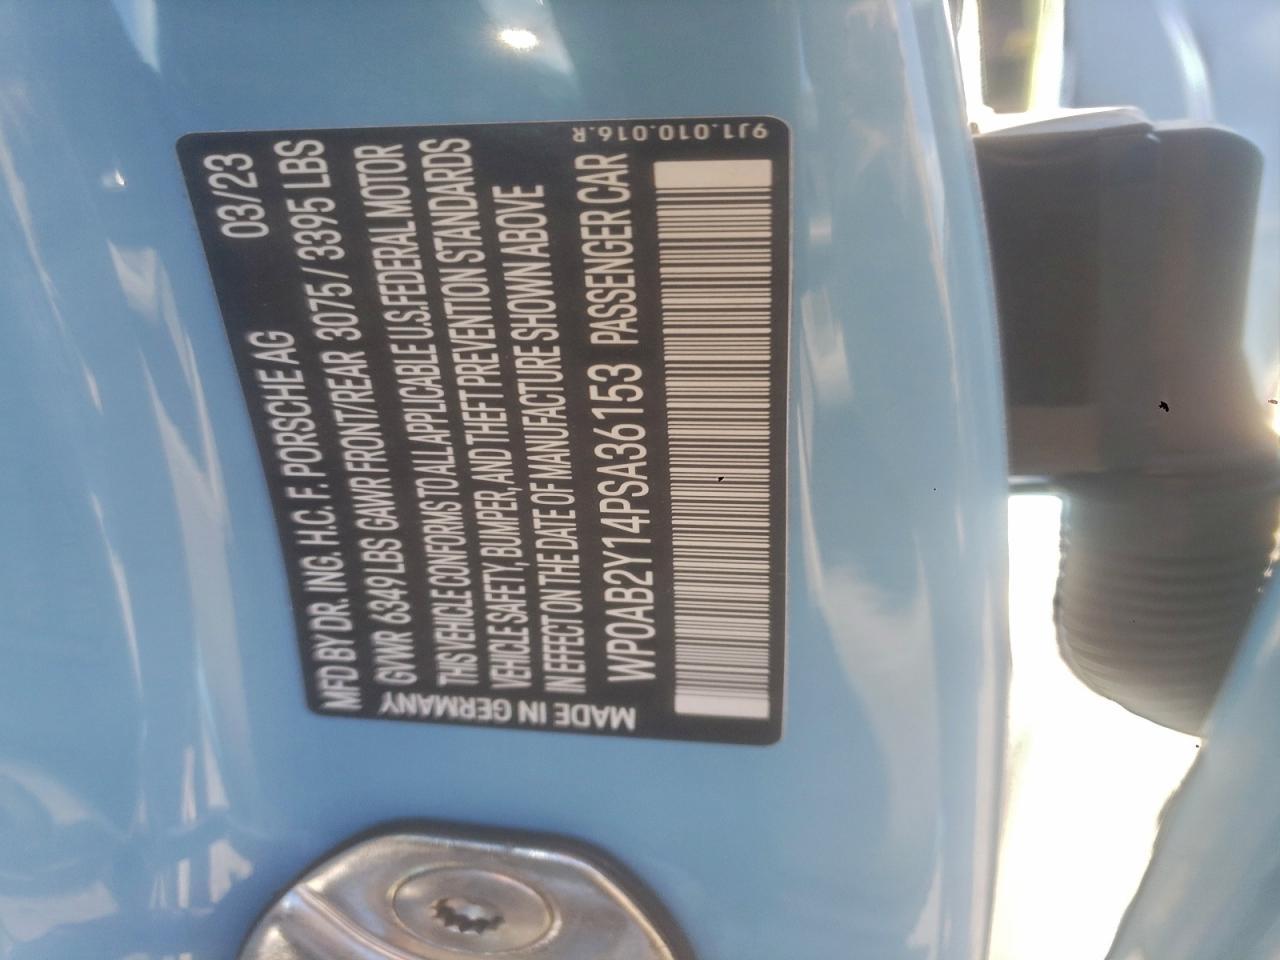 MFD BY DR. ING. H.C. F. PORSCHE AG 03/23
GVWR 6349 LBS GAWR FRONT/REAR 3075 / 3395 LBS
THIS VEHICLE CONFORMS TO ALL APPLICABLE U.S.FEDERAL MOTOR
VEHICLE SAFETY, BUMPER, AND THEFT PREVENTION STANDARDS
IN EFFECT ON THE DATE OF MANUFACTURE SHOWN ABOVE
WP0AB2Y14PSA36153 PASSENGER CAR
MADE IN GERMANY
9J1.010.016.R